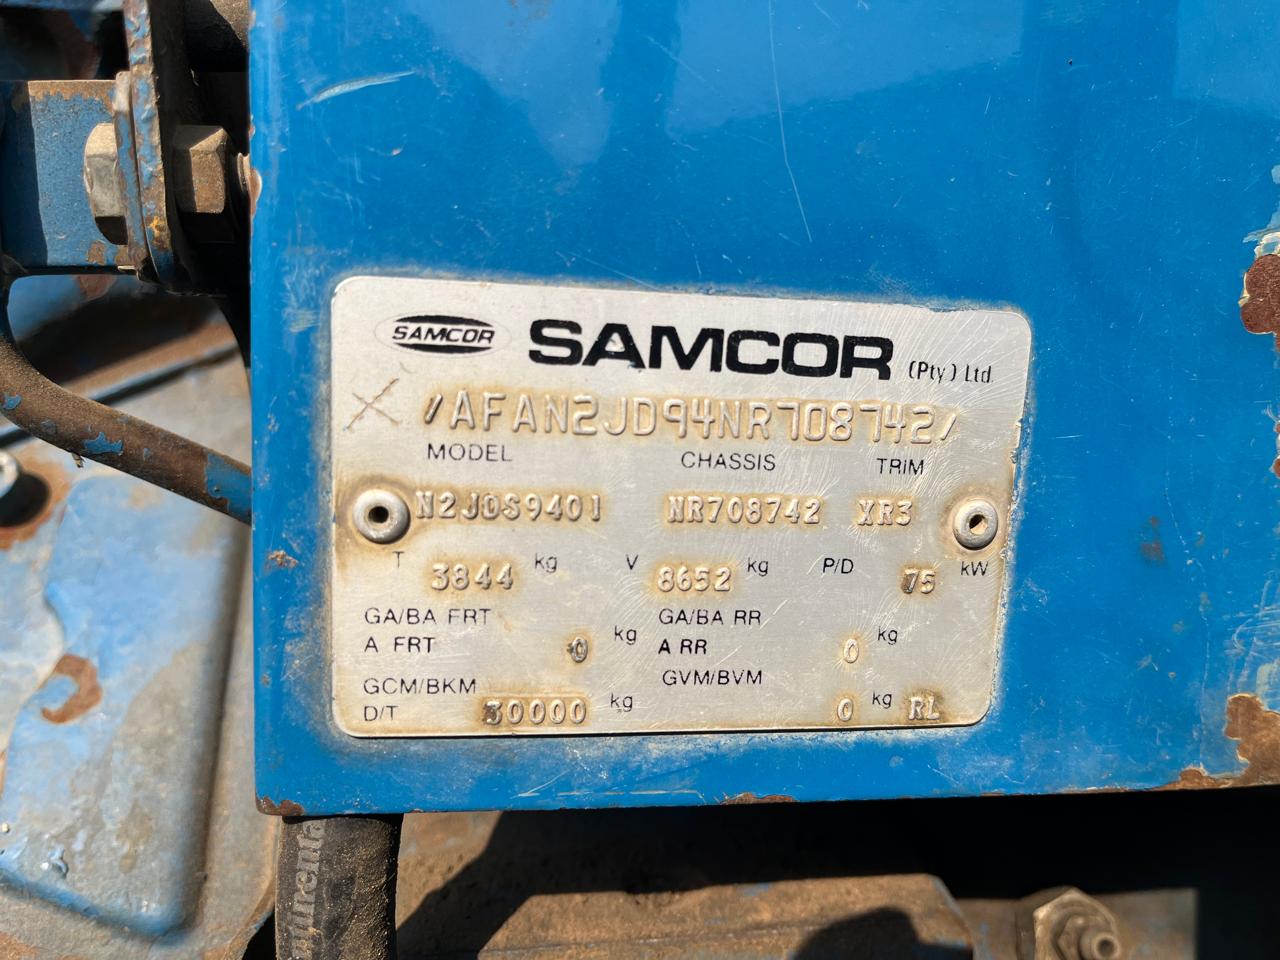 SAMCOR SAMCOR (Pty) Ltd.
/AFAN2JD94NR708742/
MODEL CHASSIS TRIM
N2JDS9401 NR708742 XR3
T 3844 kg V 8652 kg P/D 75 kW
GA/BA FRT GA/BA RR
A FRT 0 kg A RR 0 kg
GCM/BKM GVM/BVM
D/T 30000 kg 0 kg RL